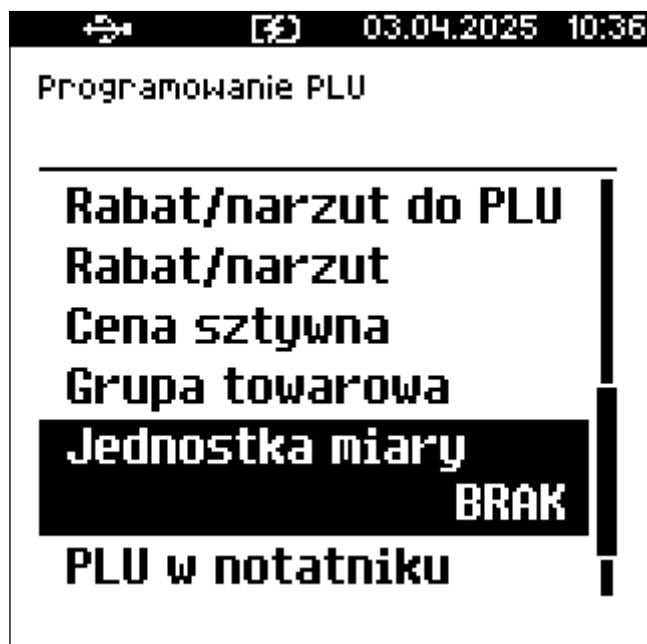 03.04.2025 10:36
Programowanie PLU
Rabat/narzut do PLU
Rabat/narzut
Cena sztywna
Grupa towarowa
Jednostka miary
BRAK
PLU w notatniku